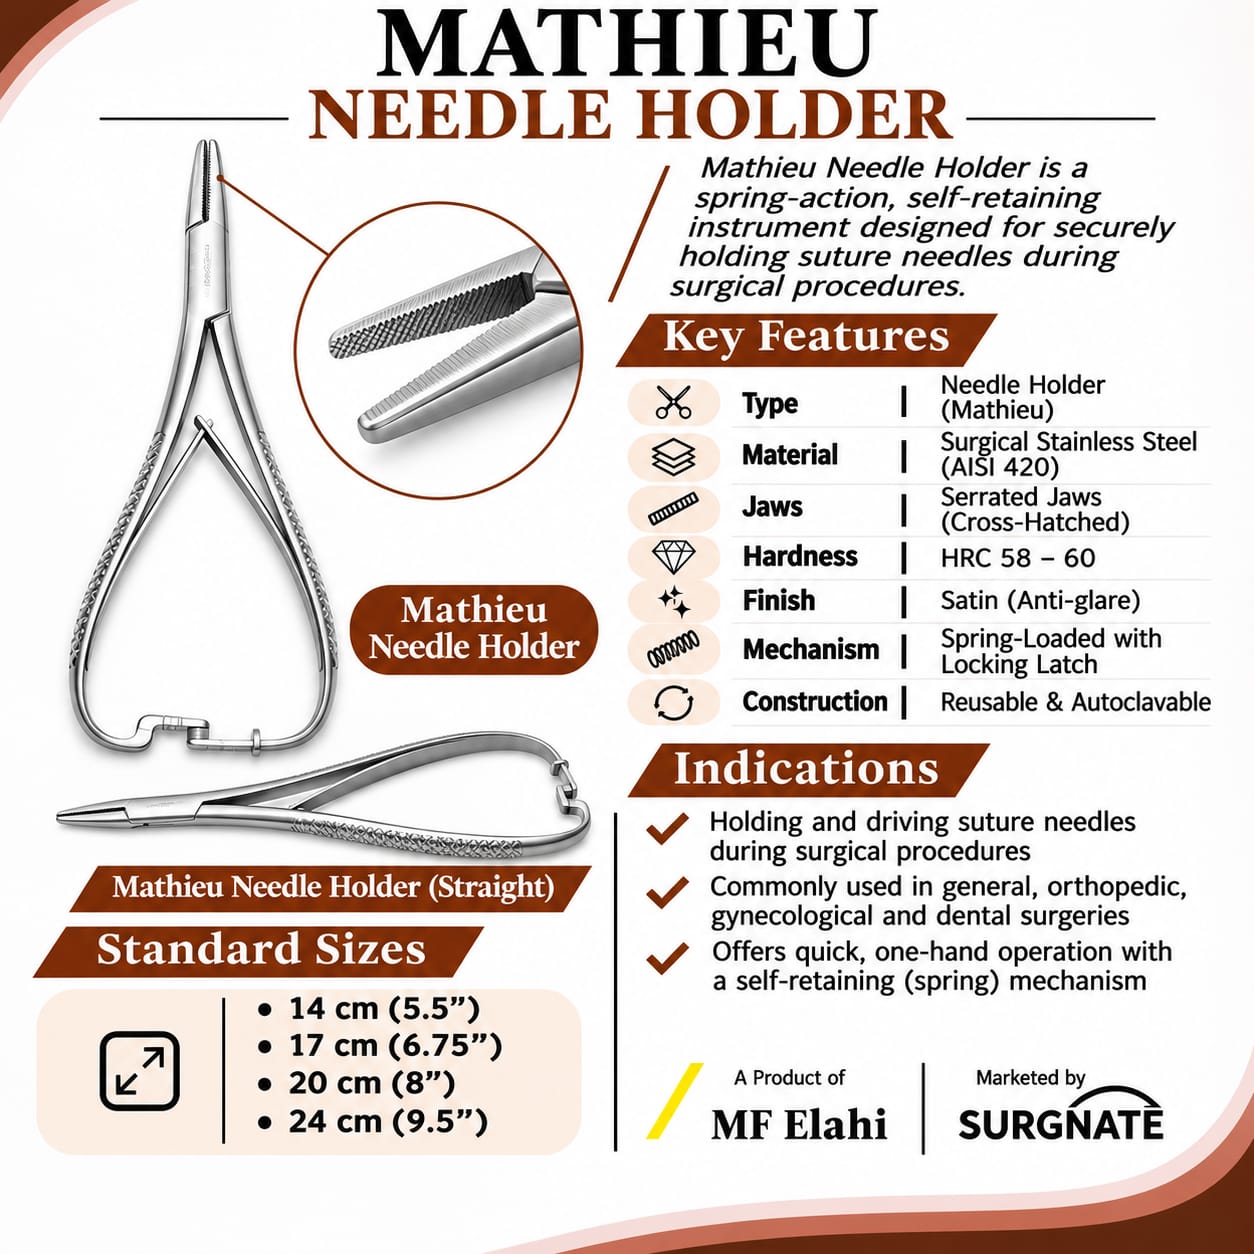 MATHIEU
NEEDLE HOLDER
Mathieu Needle Holder is a
spring-action, self-retaining
instrument designed for securely
holding suture needles during
surgical procedures.
Key Features
Type | Needle Holder
(Mathieu)
Material | Surgical Stainless Steel
(AISI 420)
Jaws | Serrated Jaws
(Cross-Hatched)
Hardness | HRC 58 – 60
Finish | Satin (Anti-glare)
Mechanism | Spring-Loaded with
Locking Latch
Construction | Reusable & Autoclavable
Mathieu
Needle Holder
Mathieu Needle Holder (Straight)
Standard Sizes
• 14 cm (5.5”)
• 17 cm (6.75”)
• 20 cm (8”)
• 24 cm (9.5”)
Indications
Holding and driving suture needles
during surgical procedures
Commonly used in general, orthopedic,
gynecological and dental surgeries
Offers quick, one-hand operation with
a self-retaining (spring) mechanism
A Product of
MF Elahi
Marketed by
SURGNATE